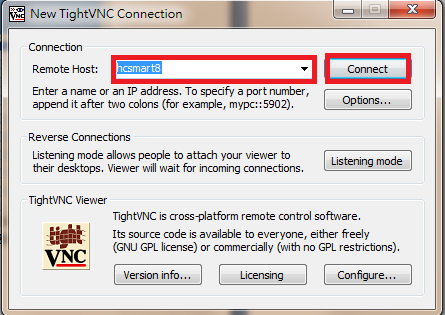 New TightVNC Connection
Connection
Remote Host:
hcsmart8
Connect
Enter a name or an IP address. To specify a port number,
append it after two colons (for example, mypc::5902).
Options...
Reverse Connections
Listening mode allows people to attach your viewer to
their desktops. Viewer will wait for incoming connections.
Listening mode
TightVNC Viewer
tight
VNC
TightVNC is cross-platform remote control software.
Its source code is available to everyone, either freely
(GNU GPL license) or commercially (with no GPL restrictions).
Version info...
Licensing
Configure...